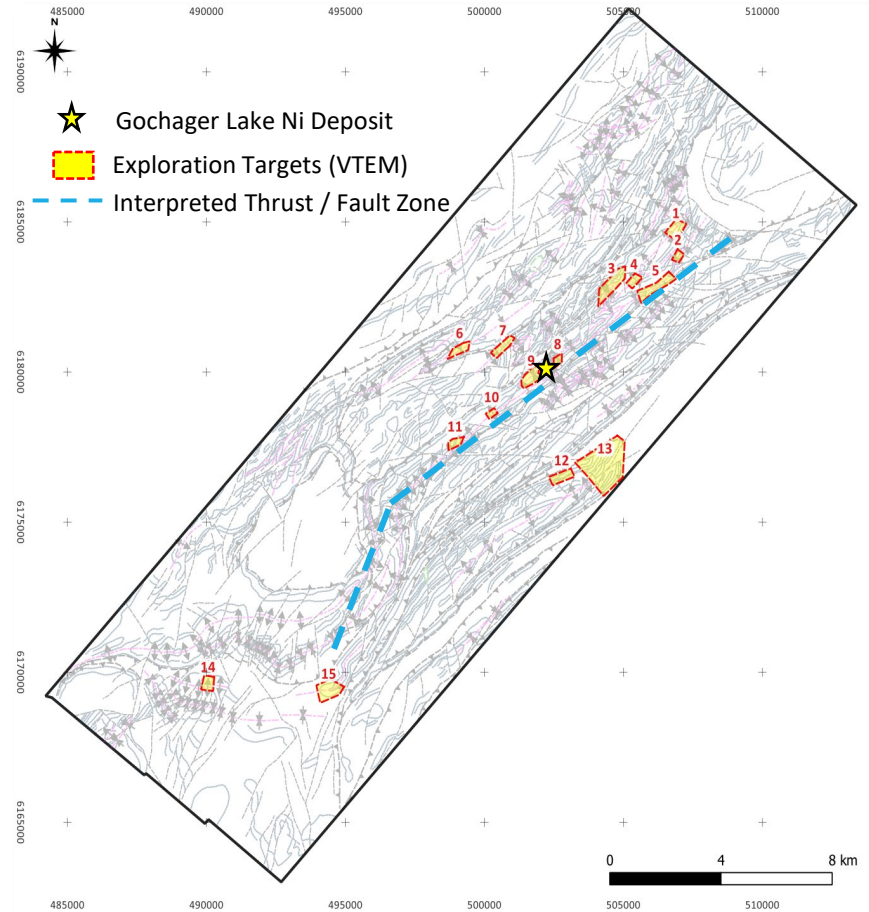 485000 490000 495000 500000 505000 510000
N
6190000
Gochager Lake Ni Deposit
Exploration Targets (VTEM)
Interpreted Thrust / Fault Zone
6185000
1
2
3 4 5
6 7
8
9
6180000
10
11
12 13
6175000
6170000
14 15
6165000
0 4 8 km
485000 490000 495000 500000 505000 510000